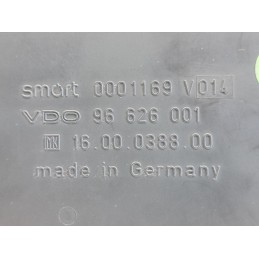 smart 0001169 V014
VDO 96 626 001
16.00.0388.00
made in Germany